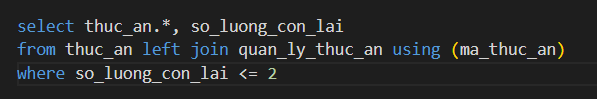 select thuc_an.*, so_luong_con_lai
from thuc_an left join quan_ly_thuc_an using (ma_thuc_an)
where so_luong_con_lai <= 2